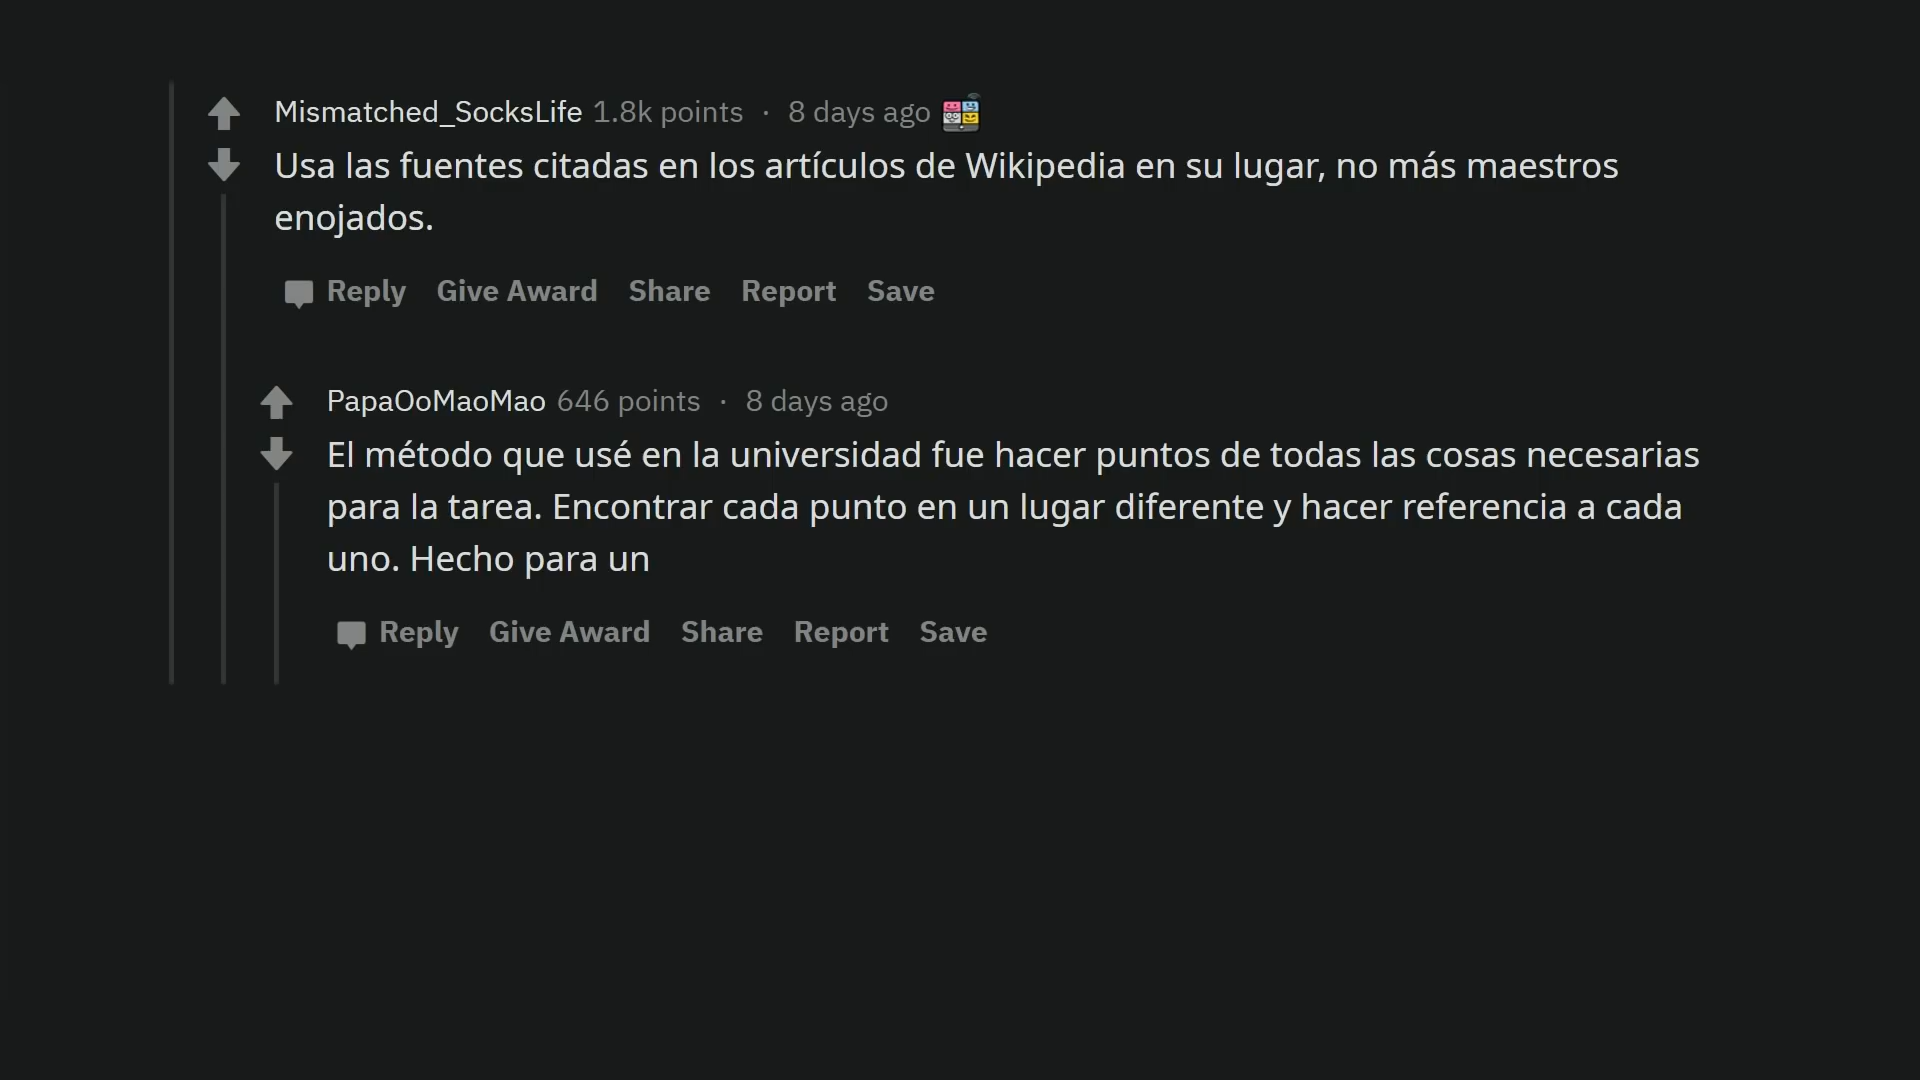 Mismatched_SocksLife 1.8k points · 8 days ago
Usa las fuentes citadas en los artículos de Wikipedia en su lugar, no más maestros
enojados.
Reply Give Award Share Report Save
PapaOoMaoMao 646 points · 8 days ago
El método que usé en la universidad fue hacer puntos de todas las cosas necesarias
para la tarea. Encontrar cada punto en un lugar diferente y hacer referencia a cada
uno. Hecho para un
Reply Give Award Share Report Save